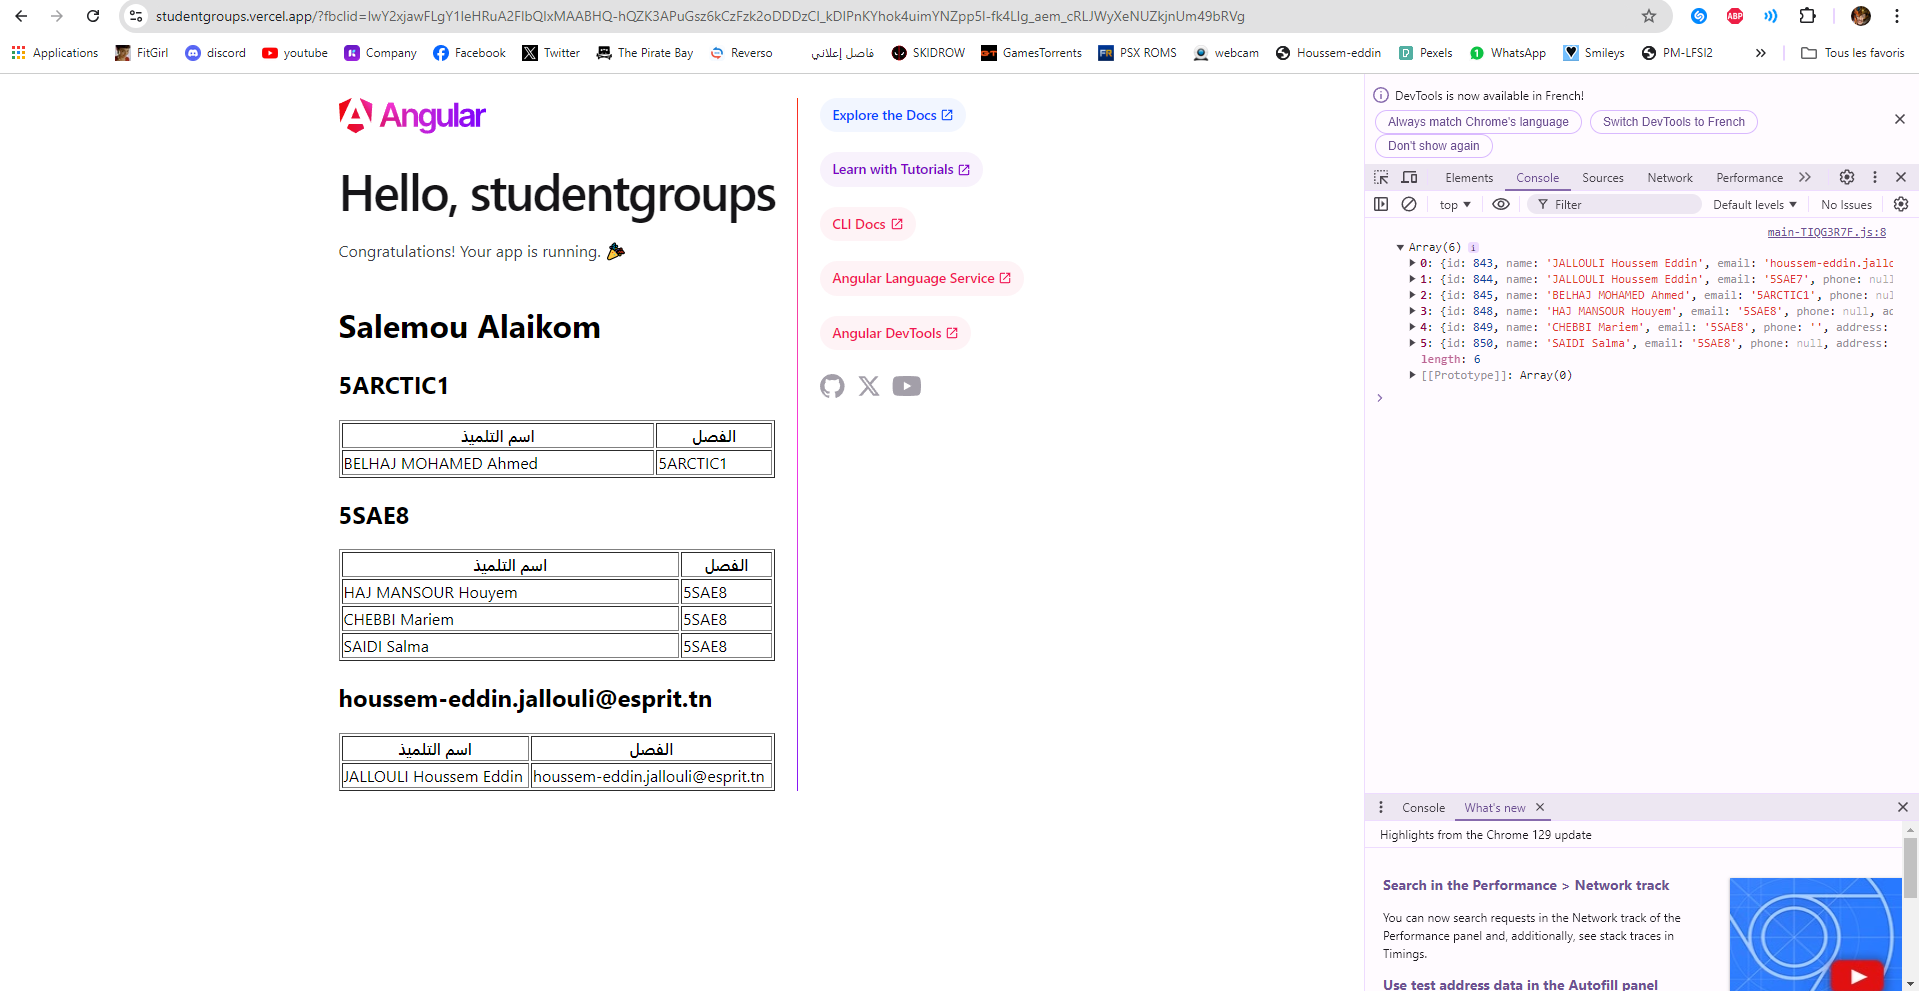 studentgroups.vercel.app/?fbclid=IwY2xjawFLgY1leHRuA2FlbQIxMAABHQ-hQZK3APuGsz6kCzFzk2oDDDzCl_kDIPnKYhok4uimYNZpp5I-fk4LIg_aem_cRLJWyXeNUZkjnUm49bRVg
ABP
Applications FitGirl discord youtube Company Facebook Twitter The Pirate Bay Reverso فاصل إعلاني SKIDROW GamesTorrents PSX ROMS webcam Houssem-eddin Pexels WhatsApp Smileys PM-LFSI2 » Tous les favoris
Angular
Hello, studentgroups
Congratulations! Your app is running. 🎉
Salemou Alaikom
5ARCTIC1
اسم التلميذ الفصل
BELHAJ MOHAMED Ahmed 5ARCTIC1
5SAE8
اسم التلميذ الفصل
HAJ MANSOUR Houyem 5SAE8
CHEBBI Mariem 5SAE8
SAIDI Salma 5SAE8
houssem-eddin.jallouli@esprit.tn
اسم التلميذ الفصل
JALLOULI Houssem Eddin houssem-eddin.jallouli@esprit.tn
Explore the Docs
Learn with Tutorials
CLI Docs
Angular Language Service
Angular DevTools
DevTools is now available in French!
Always match Chrome's language Switch DevTools to French
Don't show again
Elements Console Sources Network Performance »
top Filter Default levels No Issues
main-TIQG3R7F.js:8
Array(6) i
0: {id: 843, name: 'JALLOULI Houssem Eddin', email: 'houssem-eddin.jallo
1: {id: 844, name: 'JALLOULI Houssem Eddin', email: '5SAE7', phone: null
2: {id: 845, name: 'BELHAJ MOHAMED Ahmed', email: '5ARCTIC1', phone: nul
3: {id: 848, name: 'HAJ MANSOUR Houyem', email: '5SAE8', phone: null, ad
4: {id: 849, name: 'CHEBBI Mariem', email: '5SAE8', phone: '', address:
5: {id: 850, name: 'SAIDI Salma', email: '5SAE8', phone: null, address:
length: 6
[[Prototype]]: Array(0)
Console What's new
Highlights from the Chrome 129 update
Search in the Performance > Network track
You can now search requests in the Network track of the
Performance panel and, additionally, see stack traces in
Timings.
Use test address data in the Autofill panel